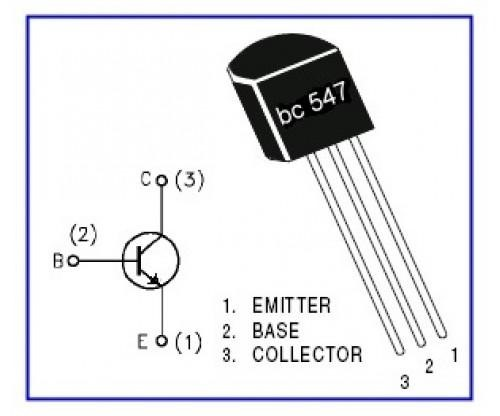 bc 547
C (3)
(2)
B
E (1)
1. EMITTER
2. BASE
3. COLLECTOR
1
2
3